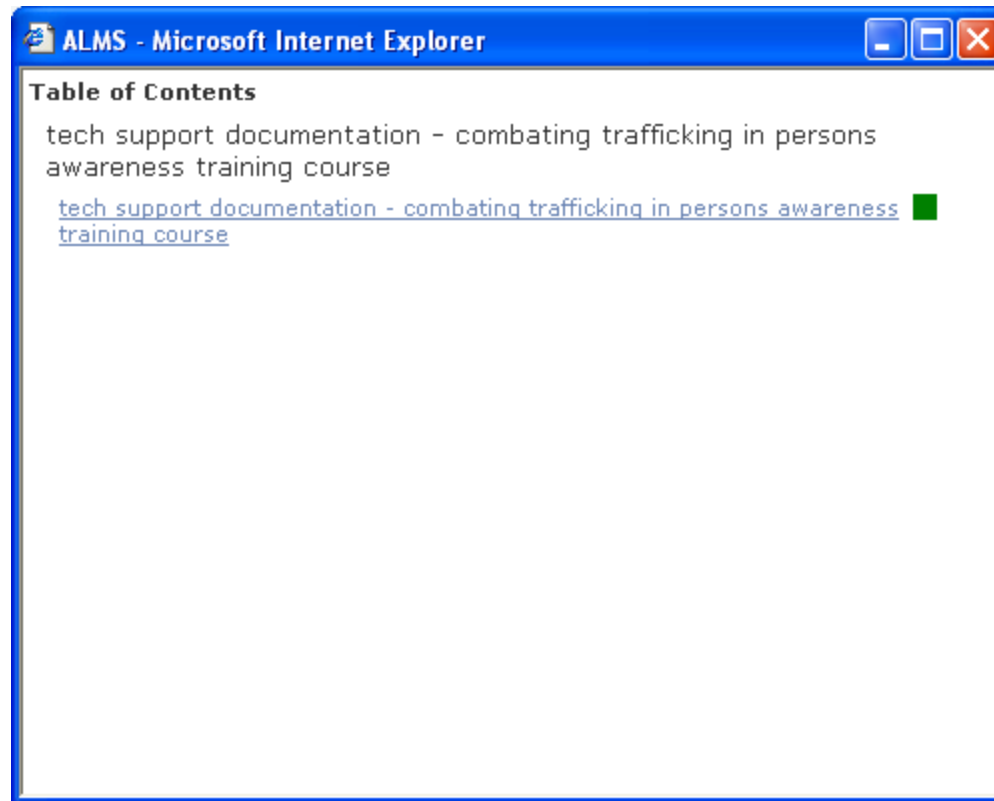 ALMS - Microsoft Internet Explorer
Table of Contents
tech support documentation - combating trafficking in persons
awareness training course
tech support documentation - combating trafficking in persons awareness
training course